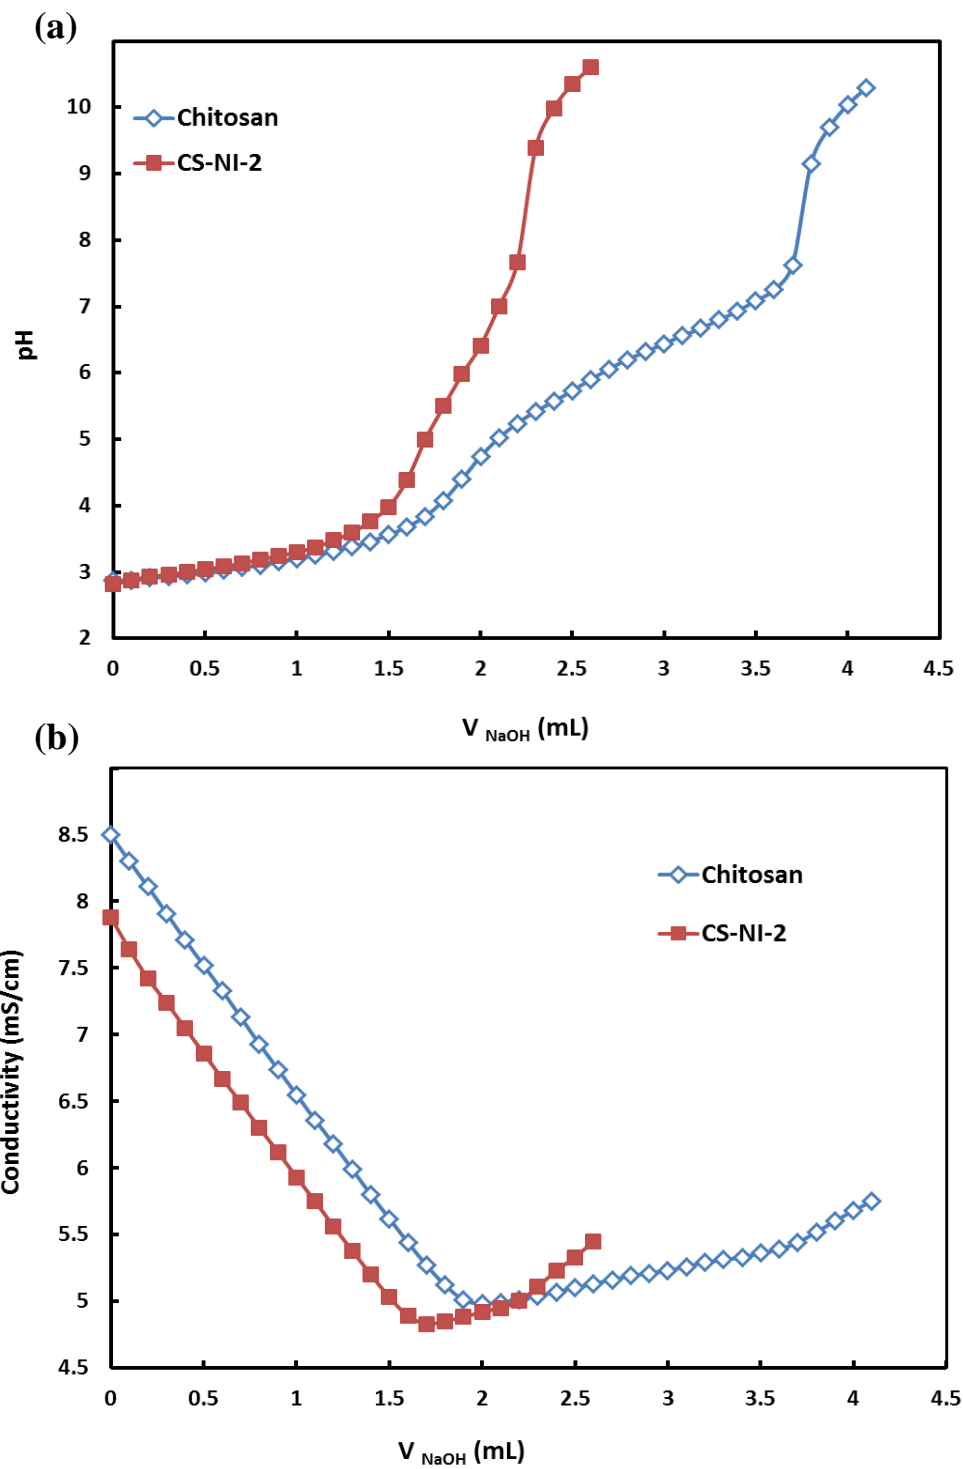 (a)
10
9
8
7
6
5
4
3
2
pH
Chitosan
CS-NI-2
0 0.5 1 1.5 2 2.5 3 3.5 4 4.5
V NaOH (mL)
(b)
8.5
8
7.5
7
6.5
6
5.5
5
4.5
Conductivity (mS/cm)
Chitosan
CS-NI-2
0 0.5 1 1.5 2 2.5 3 3.5 4 4.5
V NaOH (mL)